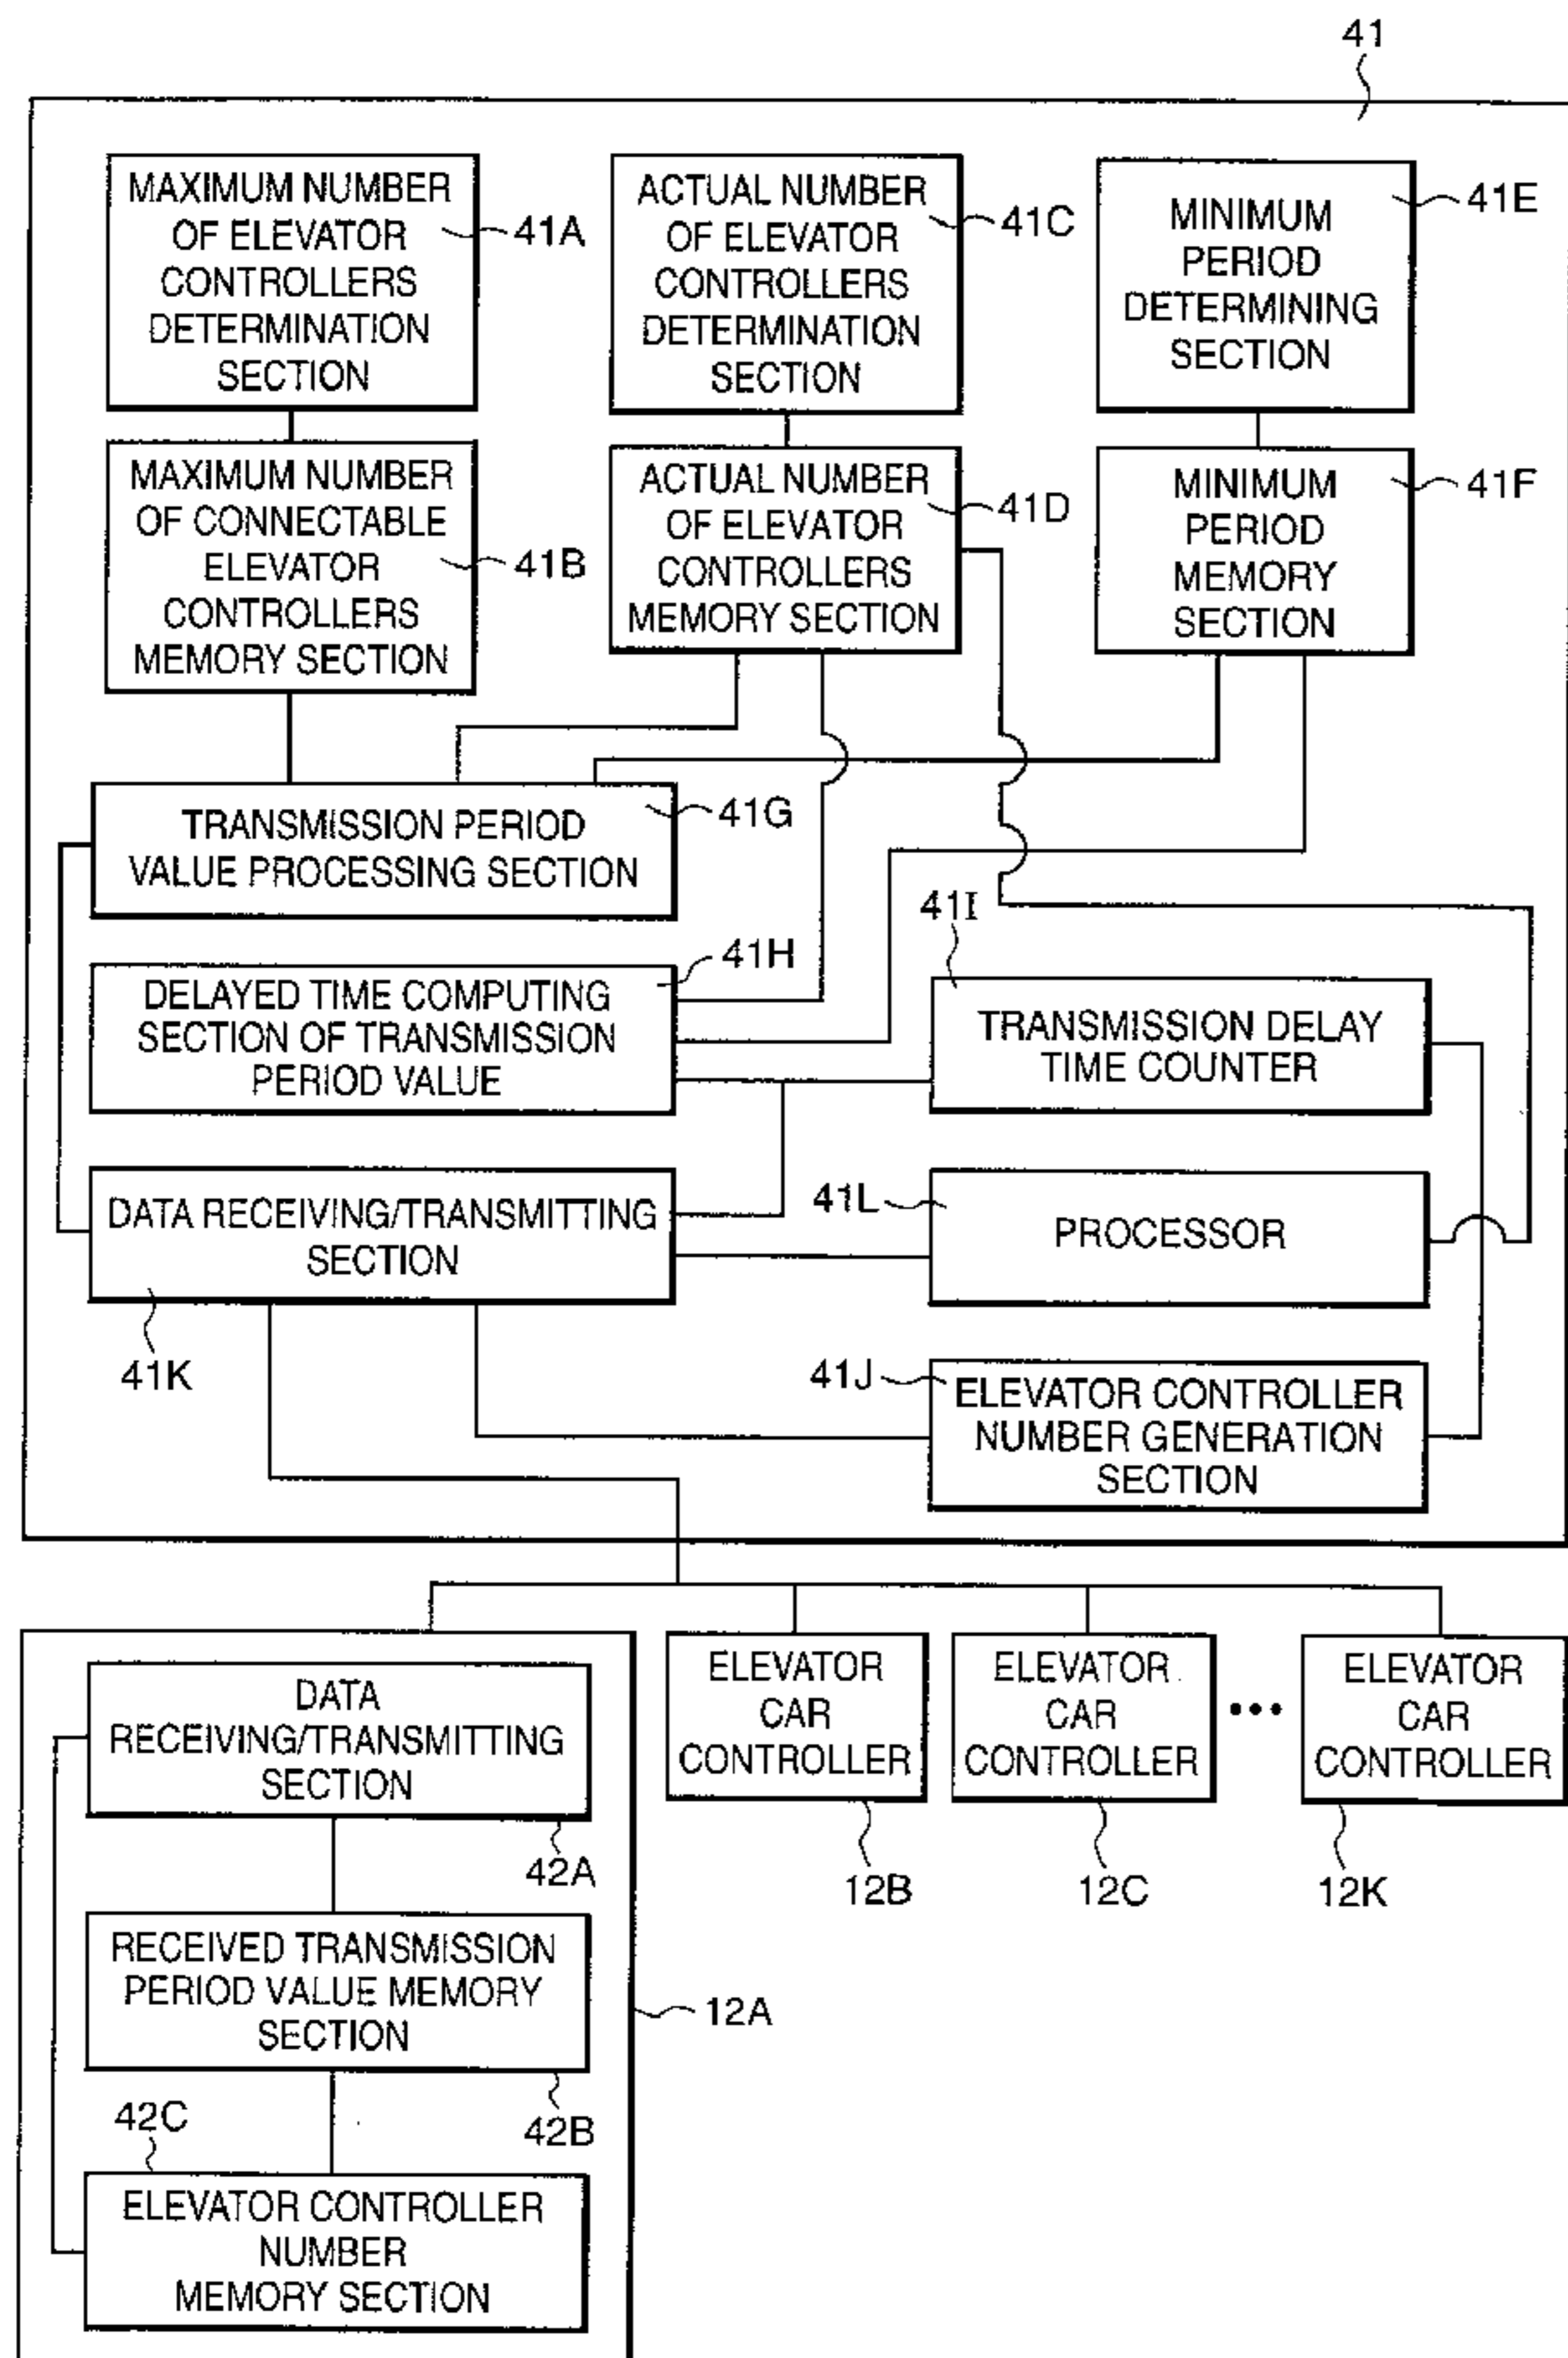 41
MAXIMUM NUMBER
OF ELEVATOR
CONTROLLERS
DETERMINATION
SECTION
41A
ACTUAL NUMBER
OF ELEVATOR
CONTROLLERS
DETERMINATION
SECTION
41C
MINIMUM
PERIOD
DETERMINING
SECTION
41E
MAXIMUM NUMBER
OF CONNECTABLE
ELEVATOR
CONTROLLERS
MEMORY SECTION
41B
ACTUAL NUMBER
OF ELEVATOR
CONTROLLERS
MEMORY SECTION
41D
MINIMUM
PERIOD
MEMORY
SECTION
41F
TRANSMISSION PERIOD
VALUE PROCESSING SECTION
41G
DELAYED TIME COMPUTING
SECTION OF TRANSMISSION
PERIOD VALUE
41H
41I
TRANSMISSION DELAY
TIME COUNTER
DATA RECEIVING/TRANSMITTING
SECTION
41K
41L
PROCESSOR
41J
ELEVATOR CONTROLLER
NUMBER GENERATION
SECTION
DATA
RECEIVING/TRANSMITTING
SECTION
42A
RECEIVED TRANSMISSION
PERIOD VALUE MEMORY
SECTION
42B
42C
ELEVATOR CONTROLLER
NUMBER
MEMORY SECTION
12A
ELEVATOR
CAR
CONTROLLER
12B
ELEVATOR
CAR
CONTROLLER
12C
•••
ELEVATOR
CAR
CONTROLLER
12K